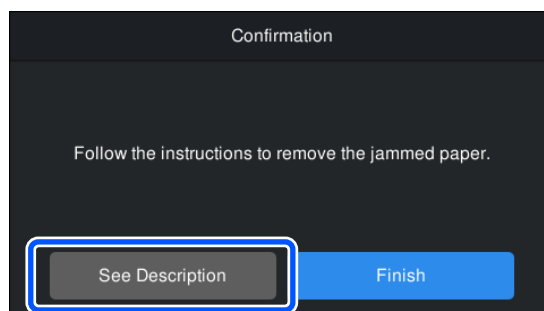 Confirmation
Follow the instructions to remove the jammed paper.
See Description
Finish